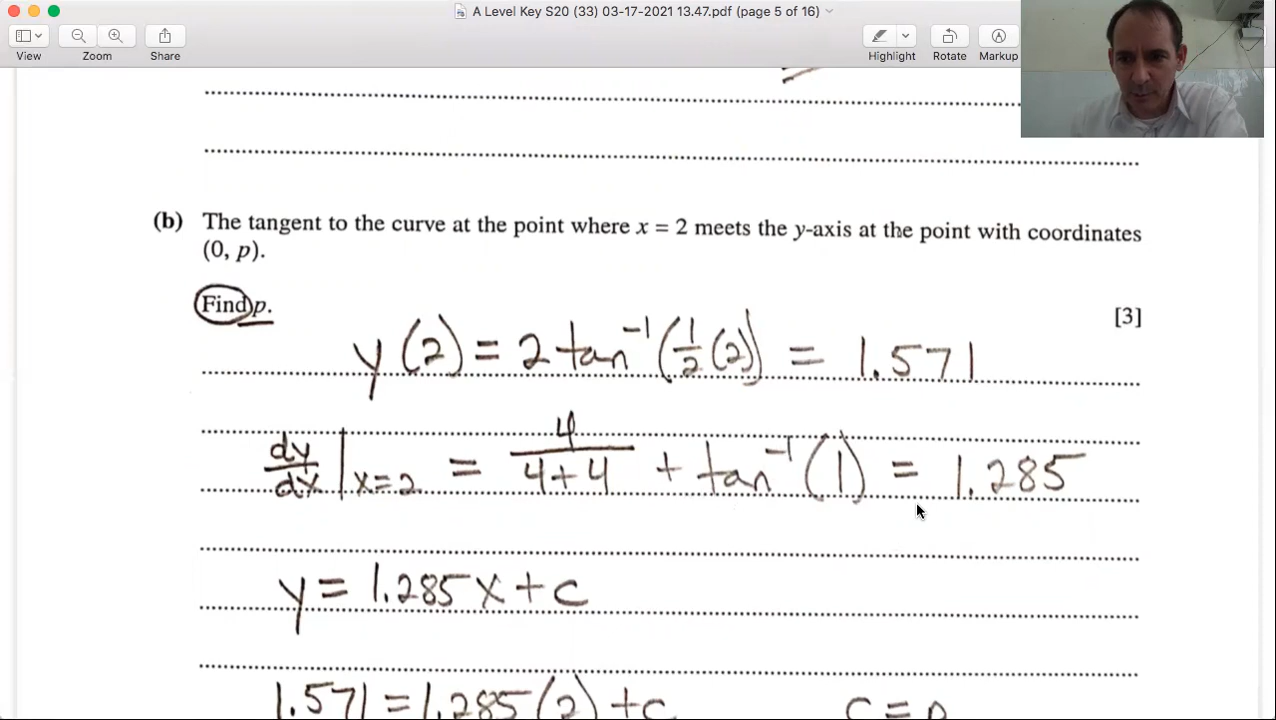 A Level Key S20 (33) 03-17-2021 13.47.pdf (page 5 of 16)
View Zoom Share Highlight Rotate Markup
(b) The tangent to the curve at the point where x = 2 meets the y-axis at the point with coordinates
(0, p).
Find p. [3]
y(2) = 2 tan⁻¹(½(2)) = 1.571
dy/dx |x=2 = 4/(4+4) + tan⁻¹(1) = 1.285
y = 1.285x + c
1.571 = 1.285(2) + c c = p